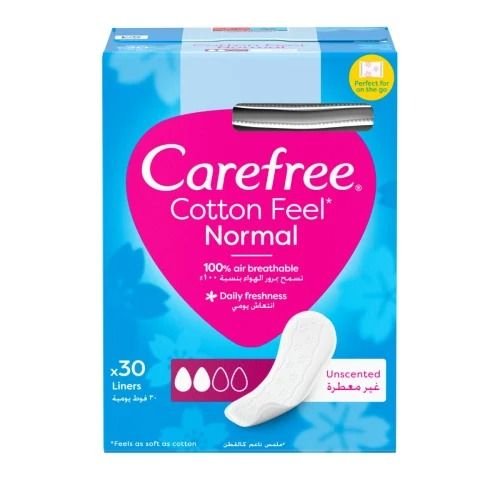 Perfect for
on the go
Carefree®
Cotton Feel*
Normal
100% air breathable
تسمح بمرور الهواء بنسبة ١٠٠٪
Daily freshness
انتعاش يومي
x30
Liners
٣٠ فوط يومية
Unscented
غير معطرة
*Feels as soft as cotton
*ملمس ناعم كالقطن